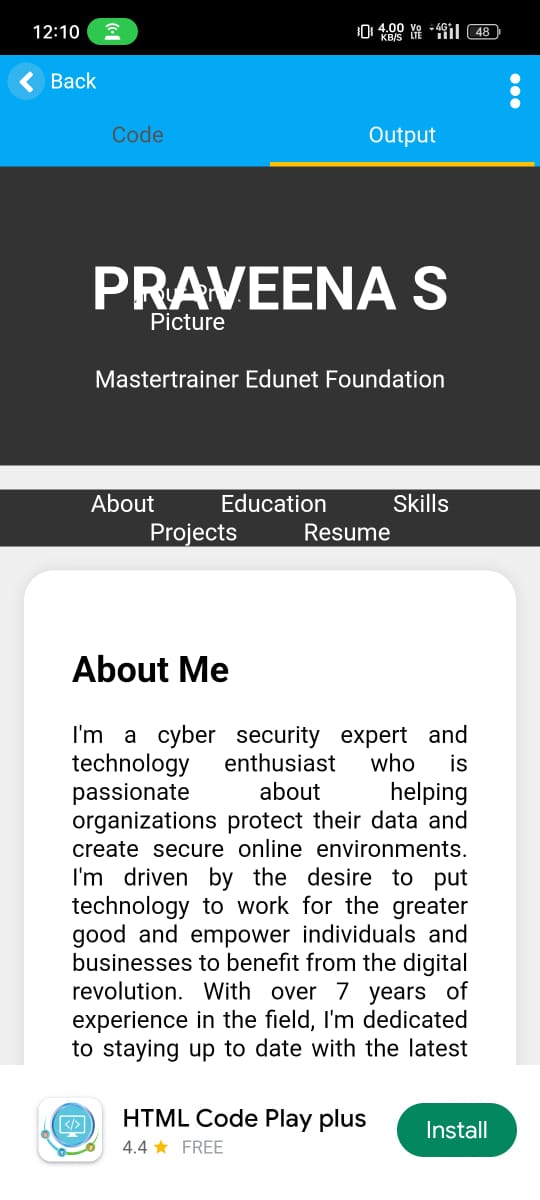 12:10
4.00 KB/S Vo LTE 4G+ 48
Back
Code Output
PRAVEENA S
Picture
Mastertrainer Edunet Foundation
About Education Skills
Projects Resume
About Me
I'm a cyber security expert and
technology enthusiast who is
passionate about helping
organizations protect their data and
create secure online environments.
I'm driven by the desire to put
technology to work for the greater
good and empower individuals and
businesses to benefit from the digital
revolution. With over 7 years of
experience in the field, I'm dedicated
to staying up to date with the latest
HTML Code Play plus
4.4 ★ FREE
Install